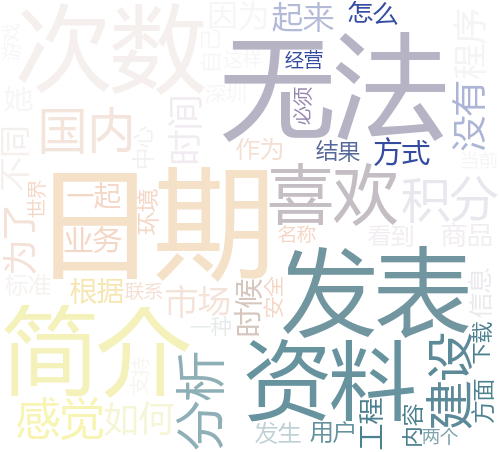 因为
起来
怎么
次数
无法
程序
自己
游戏
这样
经营
她
深圳
必须
没有
国内
时间
中心
作为
结果
方式
不同
日期
喜欢
当前
一起
世界
环境
积分
为了
业务
名称
看到
商品
标准
根据
联系
市场
时候
安全
发表
信息
一种
简介
资料
建设
下载
支持
分析
方面
感觉
如何
发生
用户
工程
内容
两个